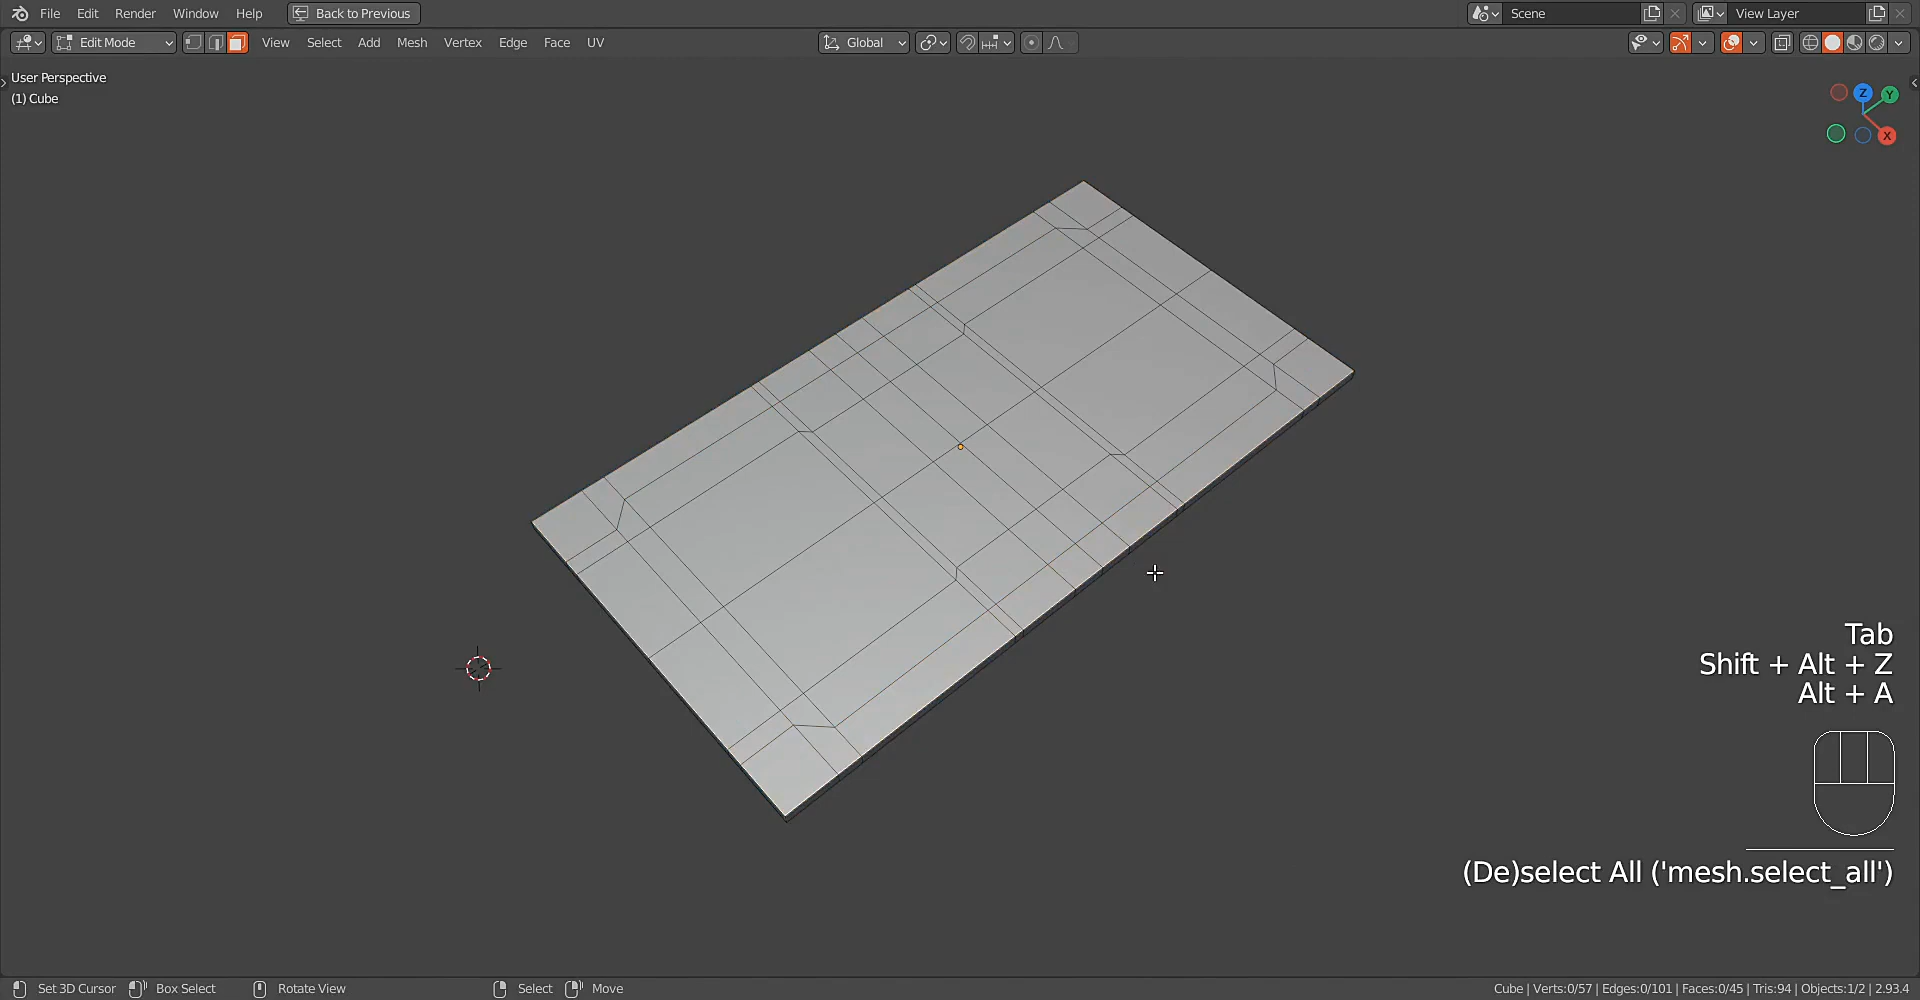 File Edit Render Window Help Back to Previous Scene View Layer
Edit Mode View Select Add Mesh Vertex Edge Face UV Global
User Perspective
(1) Cube
Z Y
X
Tab
Shift + Alt + Z
Alt + A
(De)select All ('mesh.select_all')
Set 3D Cursor Box Select Rotate View Select Move Cube | Verts:0/57 | Edges:0/101 | Faces:0/45 | Tris:94 | Objects:1/2 | 2.93.4